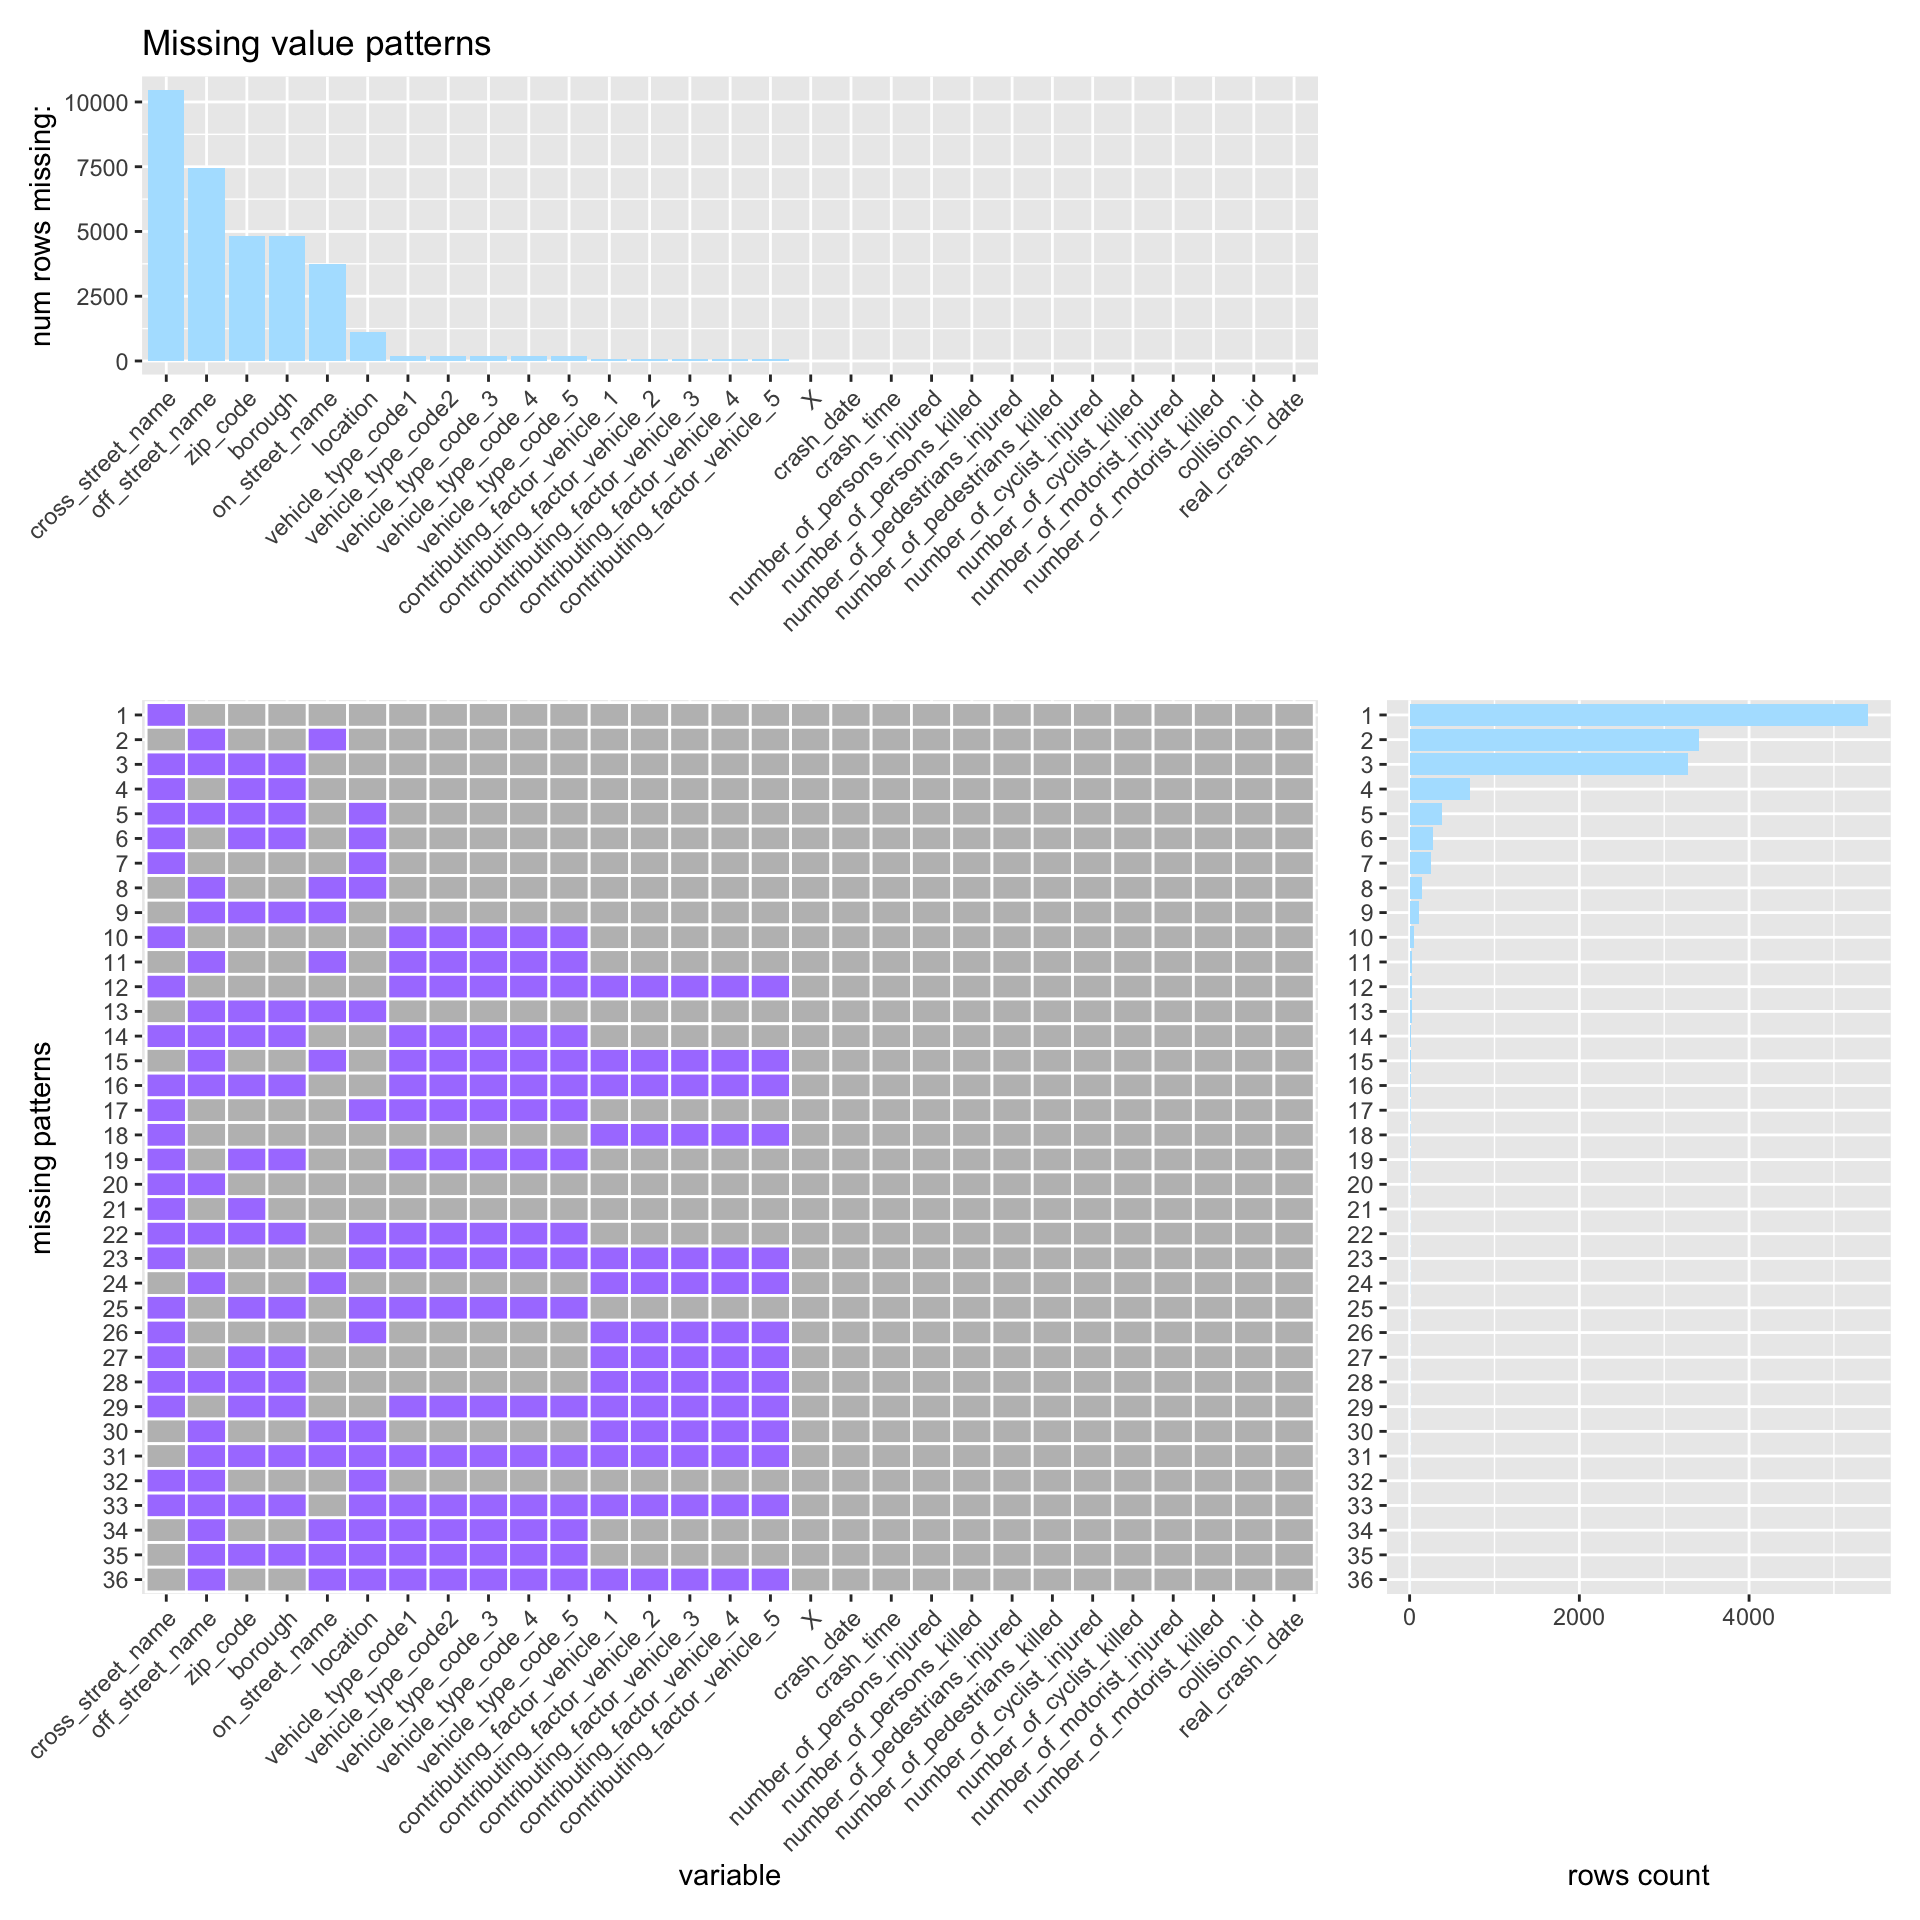 Missing value patterns
num rows missing:
10000
7500
5000
2500
0
cross_street_name
off_street_name
zip_code
borough
on_street_name
location
vehicle_type_code1
vehicle_type_code2
vehicle_type_code_3
vehicle_type_code_4
vehicle_type_code_5
contributing_factor_vehicle_1
contributing_factor_vehicle_2
contributing_factor_vehicle_3
contributing_factor_vehicle_4
contributing_factor_vehicle_5
X
crash_date
crash_time
number_of_persons_injured
number_of_persons_killed
number_of_pedestrians_injured
number_of_pedestrians_killed
number_of_cyclist_injured
number_of_cyclist_killed
number_of_motorist_injured
number_of_motorist_killed
collision_id
real_crash_date
missing patterns
1
2
3
4
5
6
7
8
9
10
11
12
13
14
15
16
17
18
19
20
21
22
23
24
25
26
27
28
29
30
31
32
33
34
35
36
cross_street_name
off_street_name
zip_code
borough
on_street_name
location
vehicle_type_code1
vehicle_type_code2
vehicle_type_code_3
vehicle_type_code_4
vehicle_type_code_5
contributing_factor_vehicle_1
contributing_factor_vehicle_2
contributing_factor_vehicle_3
contributing_factor_vehicle_4
contributing_factor_vehicle_5
X
crash_date
crash_time
number_of_persons_injured
number_of_persons_killed
number_of_pedestrians_injured
number_of_pedestrians_killed
number_of_cyclist_injured
number_of_cyclist_killed
number_of_motorist_injured
number_of_motorist_killed
collision_id
real_crash_date
variable
1
2
3
4
5
6
7
8
9
10
11
12
13
14
15
16
17
18
19
20
21
22
23
24
25
26
27
28
29
30
31
32
33
34
35
36
0 2000 4000
rows count